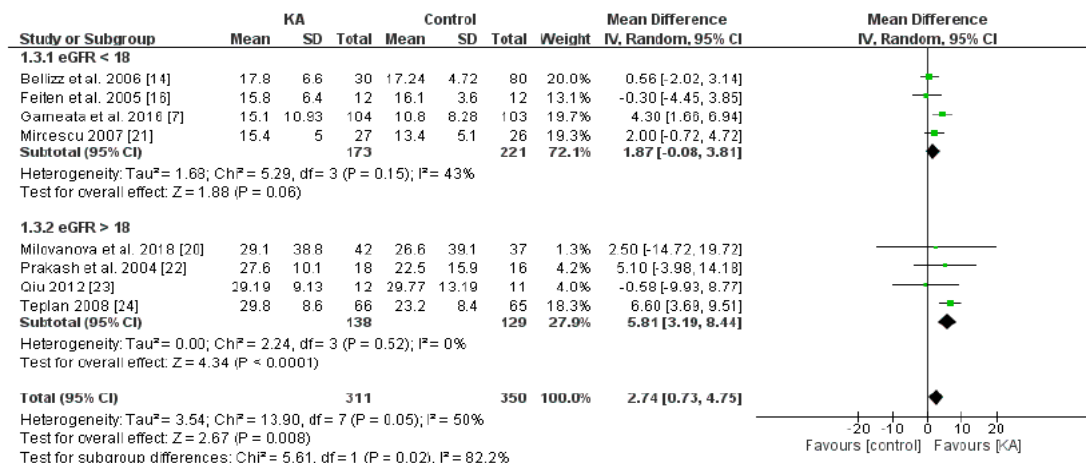 KA Control Mean Difference Mean Difference
Study or Subgroup Mean SD Total Mean SD Total Weight IV, Random, 95% CI IV, Random, 95% CI
1.3.1 eGFR < 18
Bellizz et al. 2006 [14] 17.8 6.6 30 17.24 4.72 80 20.0% 0.56 [-2.02, 3.14]
Feiten et al. 2005 [16] 15.8 6.4 12 16.1 3.6 12 13.1% -0.30 [-4.45, 3.85]
Garneata et al. 2016 [7] 15.1 10.93 104 10.8 8.28 103 19.7% 4.30 [1.66, 6.94]
Mircescu 2007 [21] 15.4 5 27 13.4 5.1 26 19.3% 2.00 [-0.72, 4.72]
Subtotal (95% CI) 173 221 72.1% 1.87 [-0.08, 3.81]
Heterogeneity: Tau² = 1.68; Chi² = 5.29, df = 3 (P = 0.15); I² = 43%
Test for overall effect: Z = 1.88 (P = 0.06)
1.3.2 eGFR > 18
Milovanova et al. 2018 [20] 29.1 38.8 42 26.6 39.1 37 1.3% 2.50 [-14.72, 19.72]
Prakash et al. 2004 [22] 27.6 10.1 18 22.5 15.9 16 4.2% 5.10 [-3.98, 14.18]
Qiu 2012 [23] 29.19 9.13 12 29.77 13.19 11 4.0% -0.58 [-9.93, 8.77]
Teplan 2008 [24] 29.8 8.6 66 23.2 8.4 65 18.3% 6.60 [3.69, 9.51]
Subtotal (95% CI) 138 129 27.9% 5.81 [3.19, 8.44]
Heterogeneity: Tau² = 0.00; Chi² = 2.24, df = 3 (P = 0.52); I² = 0%
Test for overall effect: Z = 4.34 (P < 0.0001)
Total (95% CI) 311 350 100.0% 2.74 [0.73, 4.75]
Heterogeneity: Tau² = 3.54; Chi² = 13.90, df = 7 (P = 0.05); I² = 50%
Test for overall effect: Z = 2.67 (P = 0.008)
Test for subgroup differences: Chi² = 5.61, df = 1 (P = 0.02), I² = 82.2%
-20 -10 0 10 20
Favours [control] Favours [KA]